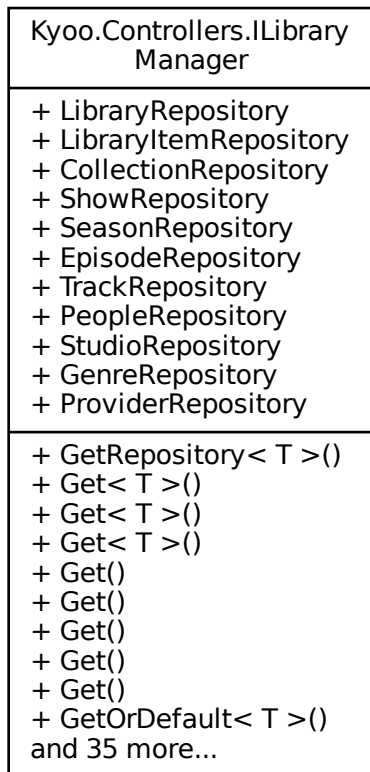 Kyoo.Controllers.ILibrary
Manager
+ LibraryRepository
+ LibraryItemRepository
+ CollectionRepository
+ ShowRepository
+ SeasonRepository
+ EpisodeRepository
+ TrackRepository
+ PeopleRepository
+ StudioRepository
+ GenreRepository
+ ProviderRepository
+ GetRepository< T >()
+ Get< T >()
+ Get< T >()
+ Get< T >()
+ Get()
+ Get()
+ Get()
+ Get()
+ Get()
+ GetOrDefault< T >()
and 35 more...